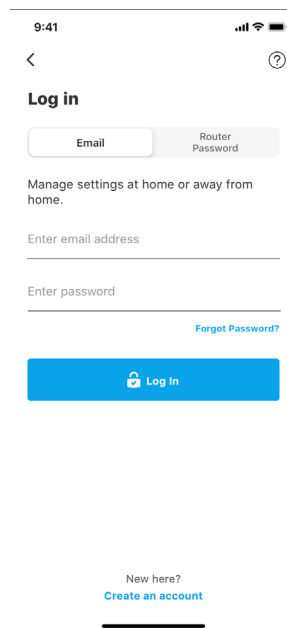 9:41
Log in
Email
Router
Password
Manage settings at home or away from
home.
Enter email address
Enter password
Forgot Password?
Log In
New here?
Create an account